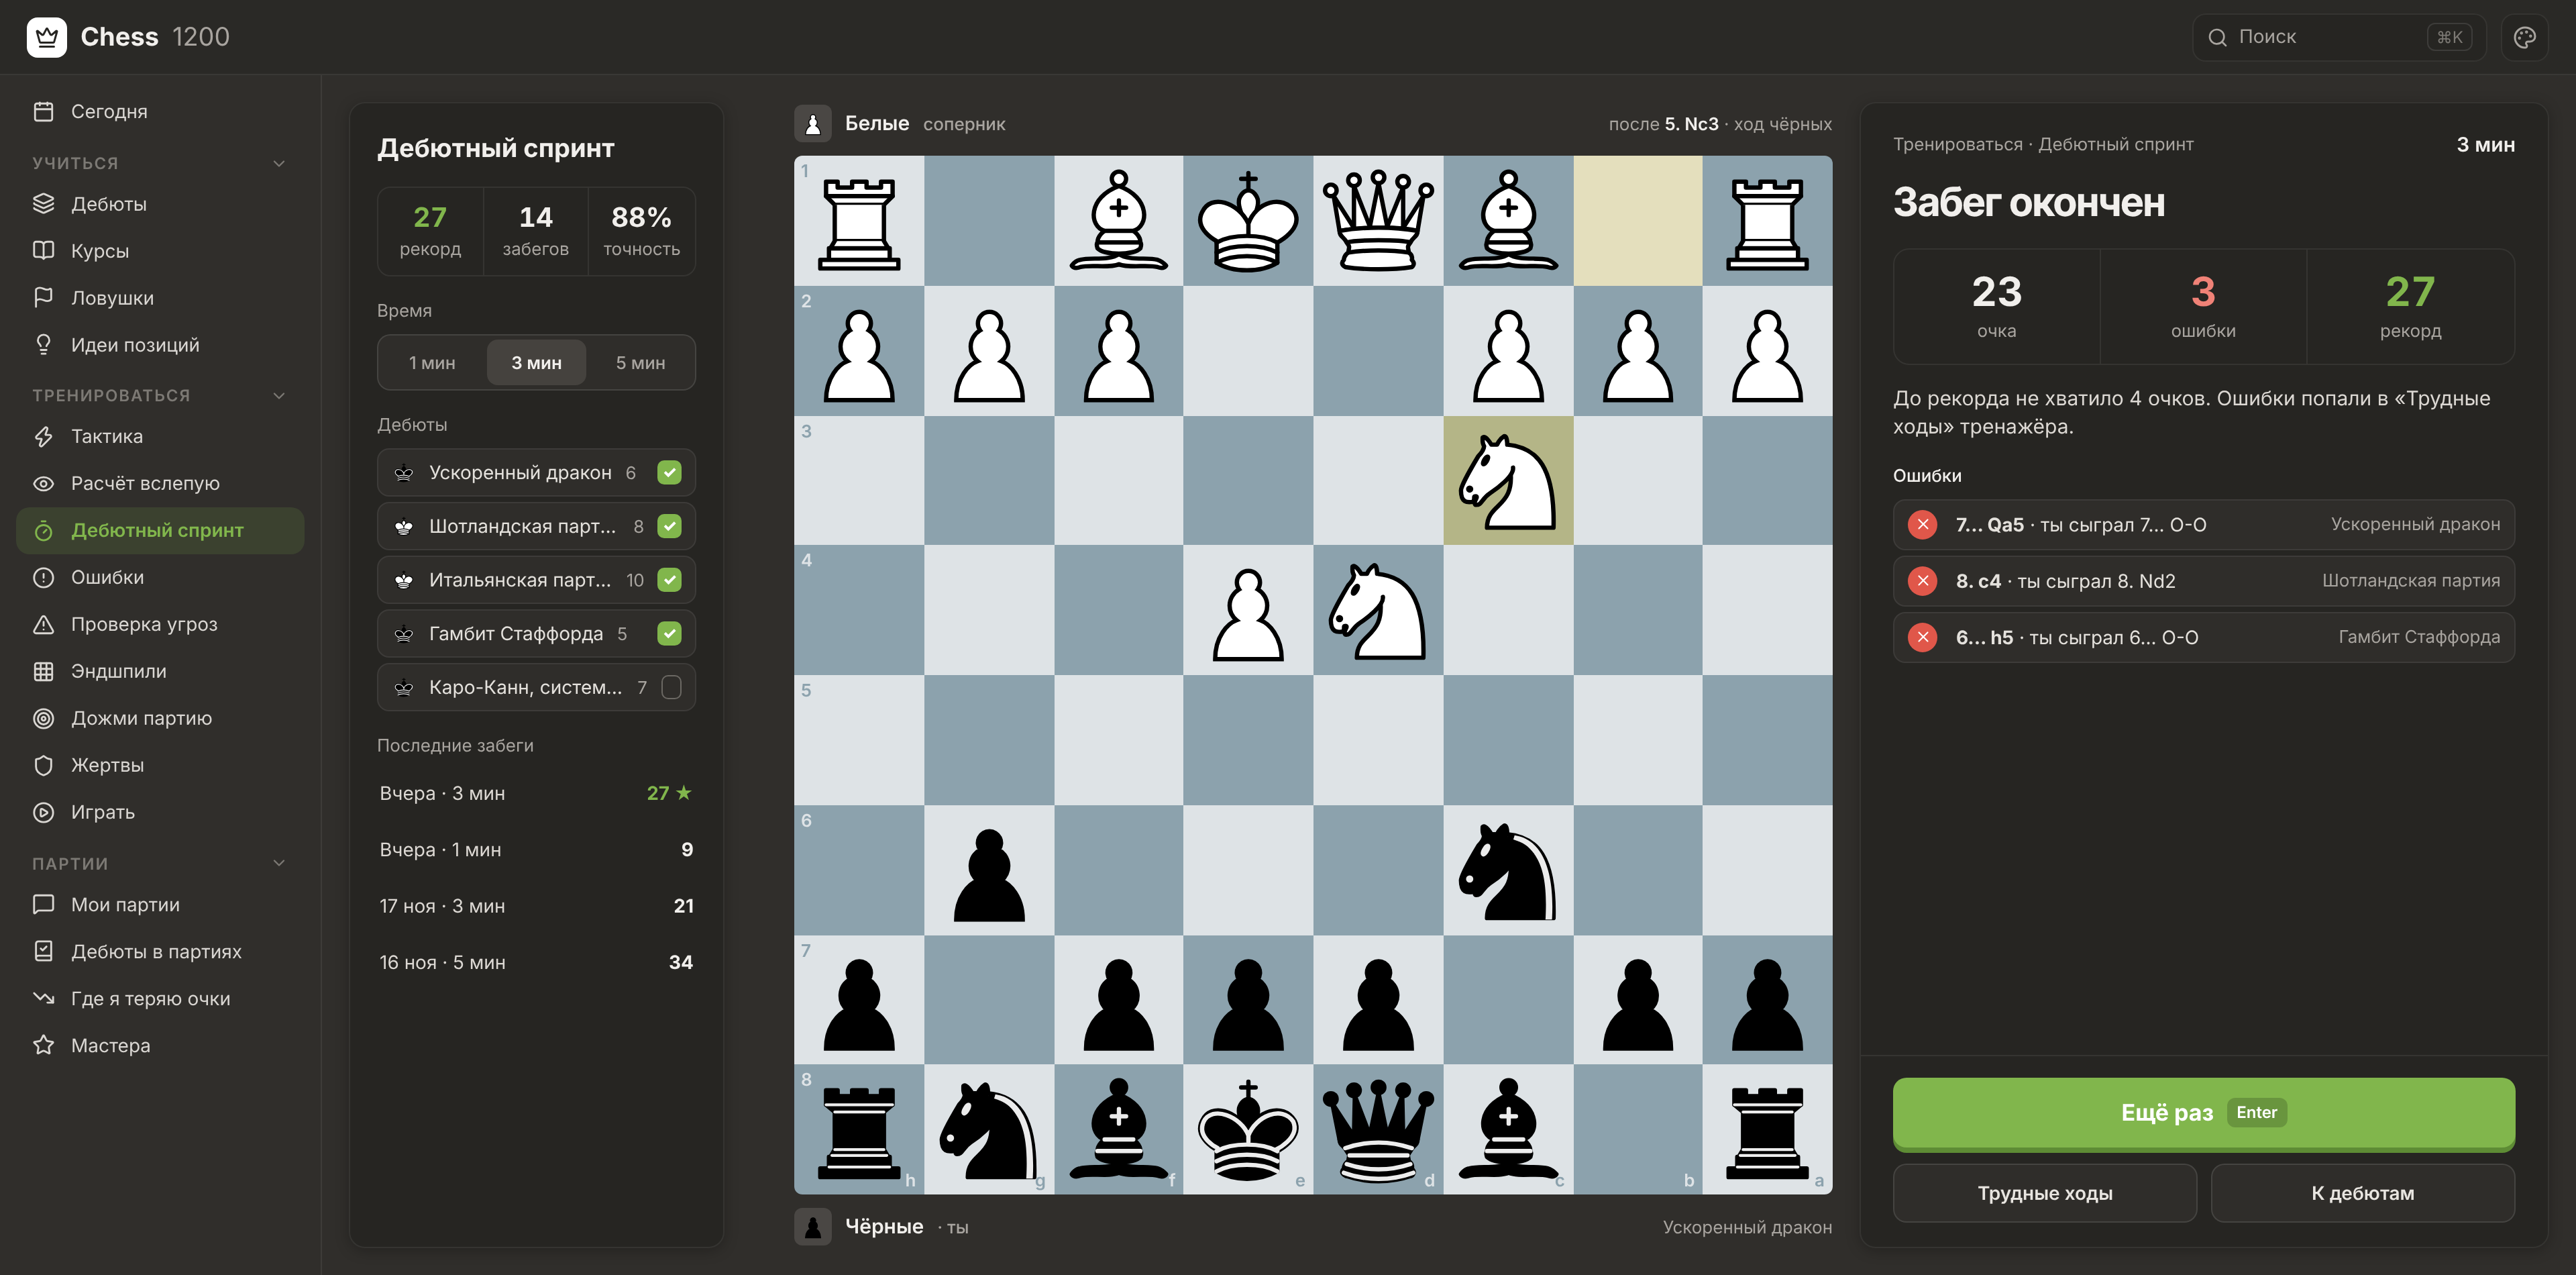 Chess 1200
Поиск
⌘K
Сегодня
УЧИТЬСЯ
Дебюты
Курсы
Ловушки
Идеи позиций
ТРЕНИРОВАТЬСЯ
Тактика
Расчёт вслепую
Дебютный спринт
Ошибки
Проверка угроз
Эндшпили
Дожми партию
Жертвы
Играть
ПАРТИИ
Мои партии
Дебюты в партиях
Где я теряю очки
Мастера
Дебютный спринт
27 14 88%
рекорд забегов точность
Время
1 мин 3 мин 5 мин
Дебюты
Ускоренный дракон 6
Шотландская парт... 8
Итальянская парт... 10
Гамбит Стаффорда 5
Каро-Канн, систем... 7
Последние забеги
Вчера · 3 мин 27 ★
Вчера · 1 мин 9
17 ноя · 3 мин 21
16 ноя · 5 мин 34
Белые соперник
после 5. Nc3 · ход чёрных
1
2
3
4
5
6
7
8
h g f e d c b a
Чёрные · ты
Ускоренный дракон
Тренироваться · Дебютный спринт 3 мин
Забег окончен
23 3 27
очка ошибки рекорд
До рекорда не хватило 4 очков. Ошибки попали в «Трудные
ходы» тренажёра.
Ошибки
7... Qa5 · ты сыграл 7... O-O Ускоренный дракон
8. c4 · ты сыграл 8. Nd2 Шотландская партия
6... h5 · ты сыграл 6... O-O Гамбит Стаффорда
Ещё раз Enter
Трудные ходы К дебютам